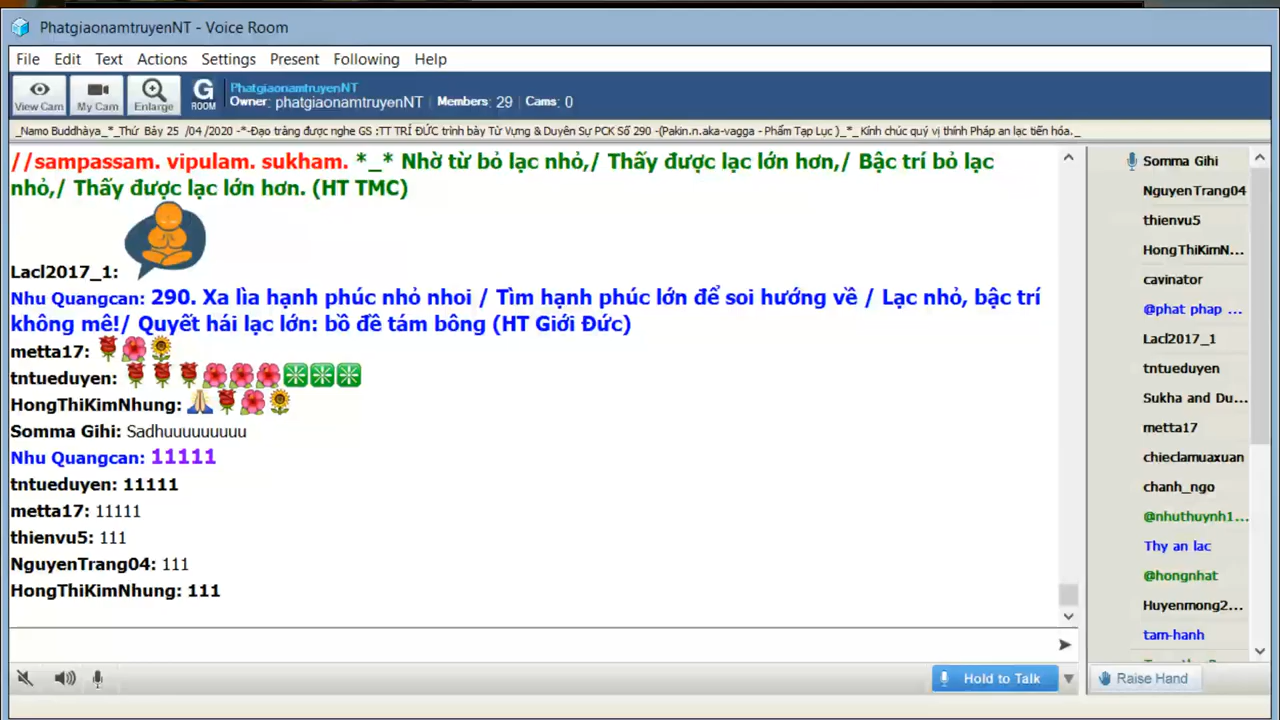 PhatgiaonamtruyenNT - Voice Room
File Edit Text Actions Settings Present Following Help
View Cam My Cam Enlarge G ROOM
PhatgiaonamtruyenNT
Owner: phatgiaonamtruyenNT Members: 29 Cams: 0
_Namo Buddhàya_*_Thứ Bảy 25 /04 /2020 -*-Đạo tràng được nghe GS :TT TRÍ ĐỨC trình bày Từ Vựng & Duyên Sự PCK Số 290 -(Pakin.n.aka-vagga - Phẩm Tạp Lục )_*_ Kính chúc quý vị thính Pháp an lạc tiến hóa._
//sampassam. vipulam. sukham. *_* Nhờ từ bỏ lạc nhỏ,/ Thấy được lạc lớn hơn,/ Bậc trí bỏ lạc
nhỏ,/ Thấy được lạc lớn hơn. (HT TMC)
Lacl2017_1:
Nhu Quangcan: 290. Xa lìa hạnh phúc nhỏ nhoi / Tìm hạnh phúc lớn để soi hướng về / Lạc nhỏ, bậc trí
không mê!/ Quyết hái lạc lớn: bồ đề tám bông (HT Giới Đức)
metta17:
tntueduyen:
HongThiKimNhung:
Somma Gihi: Sadhuuuuuuuuu
Nhu Quangcan: 11111
tntueduyen: 11111
metta17: 11111
thienvu5: 111
NguyenTrang04: 111
HongThiKimNhung: 111
Somma Gihi
NguyenTrang04
thienvu5
HongThiKimN...
cavinator
@phat phap ...
Lacl2017_1
tntueduyen
Sukha and Du...
metta17
chieclamuaxuan
chanh_ngo
@nhuthuynh1...
Thy an lac
@hongnhat
Huyenmong2...
tam-hanh
Hold to Talk
Raise Hand